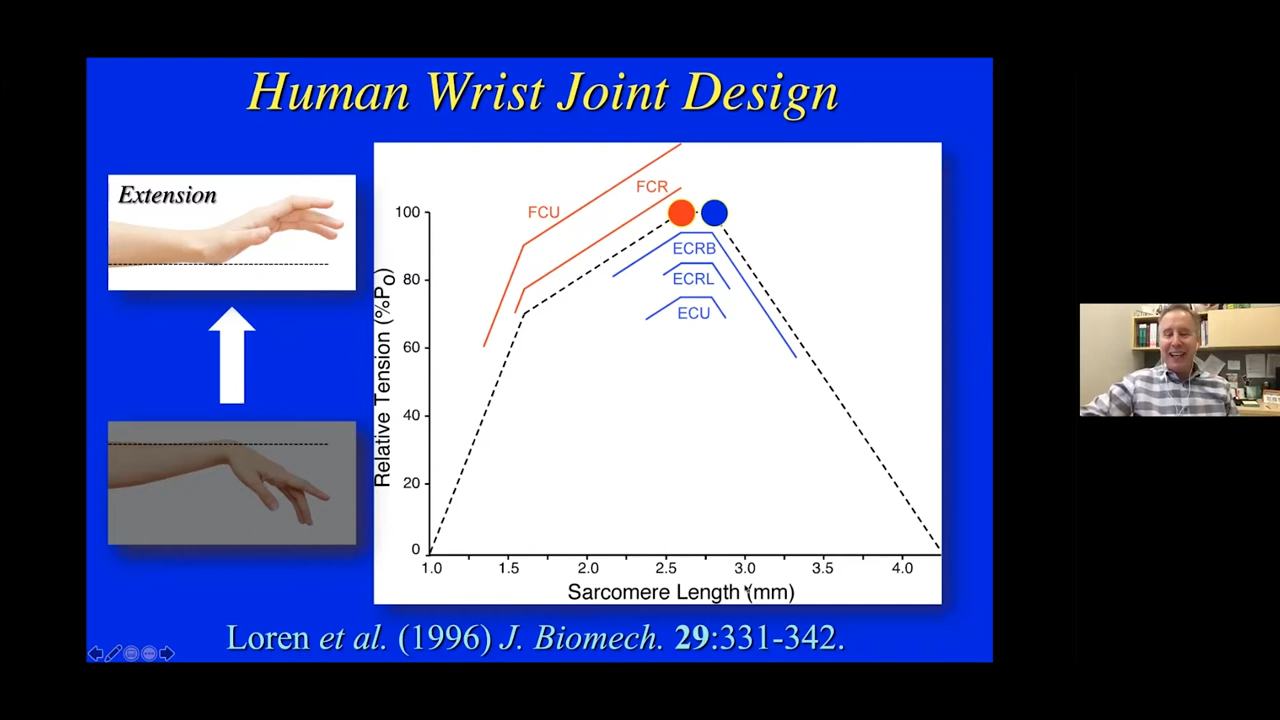 Human Wrist Joint Design
Extension
FCU
FCR
ECRB
ECRL
ECU
100
80
60
40
20
0
Relative Tension (%Po)
1.0 1.5 2.0 2.5 3.0 3.5 4.0
Sarcomere Length (mm)
Loren et al. (1996) J. Biomech. 29:331-342.